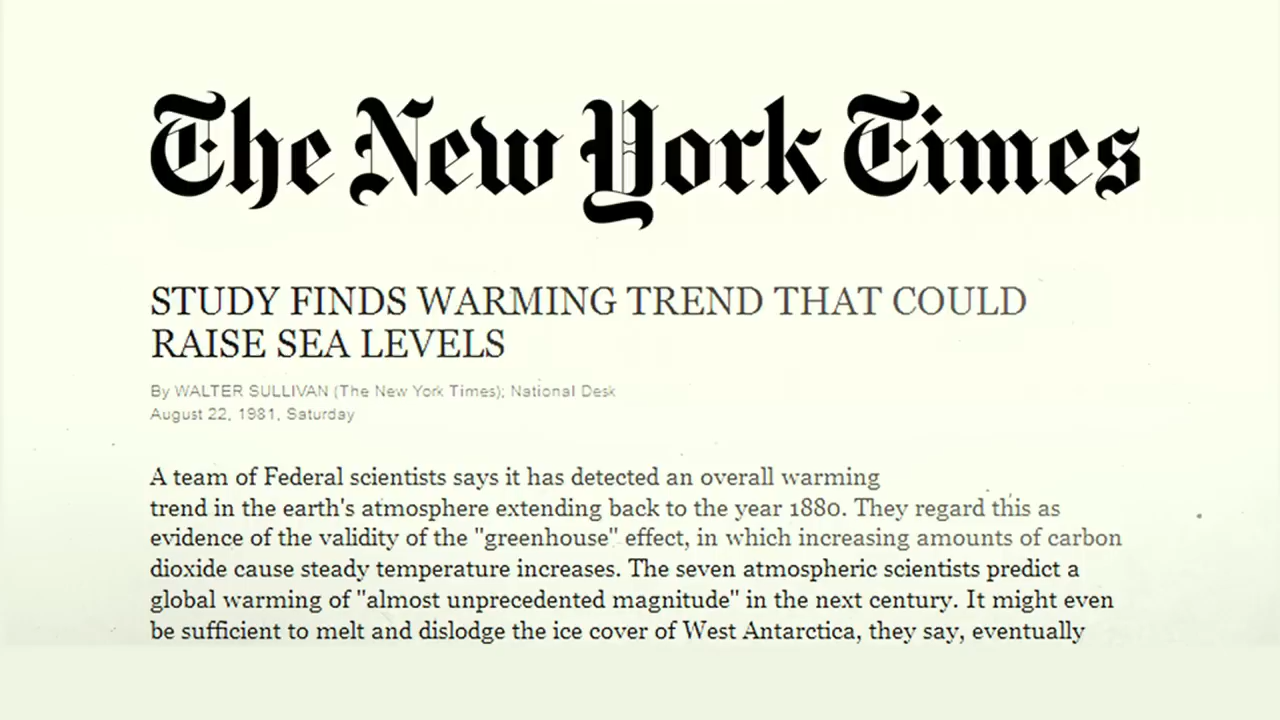 The New York Times
STUDY FINDS WARMING TREND THAT COULD
RAISE SEA LEVELS
By WALTER SULLIVAN (The New York Times); National Desk
August 22, 1981, Saturday
A team of Federal scientists says it has detected an overall warming
trend in the earth's atmosphere extending back to the year 1880. They regard this as
evidence of the validity of the "greenhouse" effect, in which increasing amounts of carbon
dioxide cause steady temperature increases. The seven atmospheric scientists predict a
global warming of "almost unprecedented magnitude" in the next century. It might even
be sufficient to melt and dislodge the ice cover of West Antarctica, they say, eventually